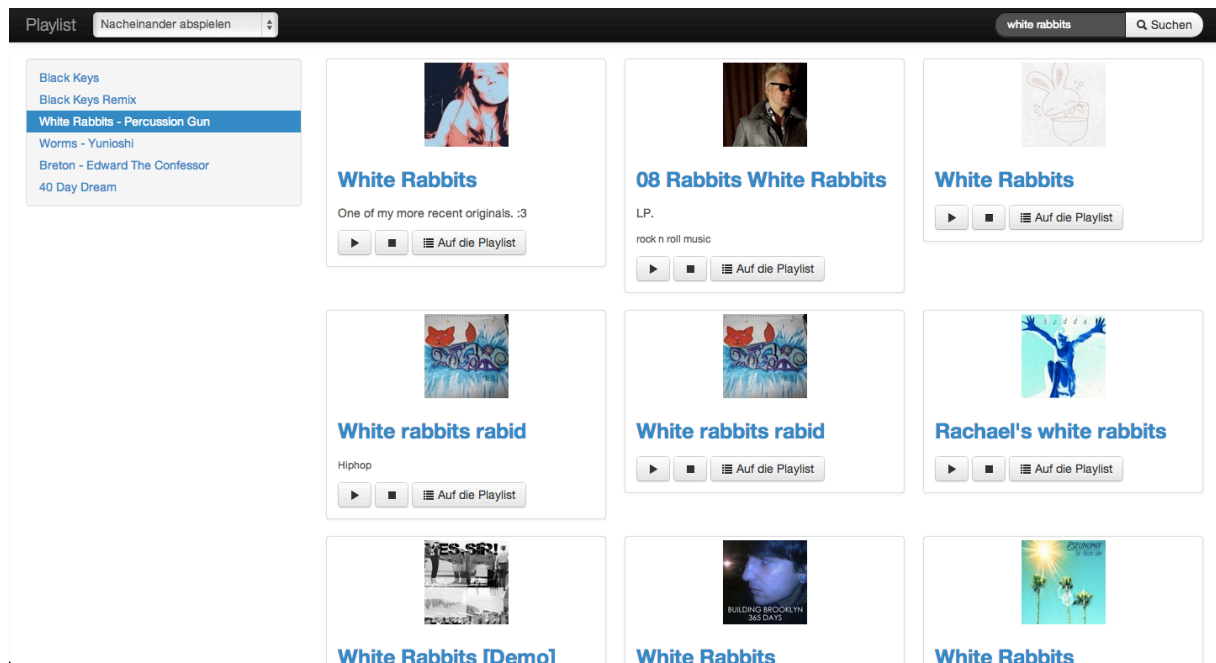 Playlist
Nacheinander abspielen
white rabbits
Suchen
Black Keys
Black Keys Remix
White Rabbits - Percussion Gun
Worms - Yunioshi
Breton - Edward The Confessor
40 Day Dream
White Rabbits
One of my more recent originals. :3
Auf die Playlist
08 Rabbits White Rabbits
LP.
rock n roll music
Auf die Playlist
White Rabbits
Auf die Playlist
White rabbits rabid
Hiphop
Auf die Playlist
White rabbits rabid
Auf die Playlist
Rachael's white rabbits
Auf die Playlist
YES, SIR!
White Rabbits [Demo]
BUILDING BROOKLYN
365 DAYS
White Rabbits
White Rabbits